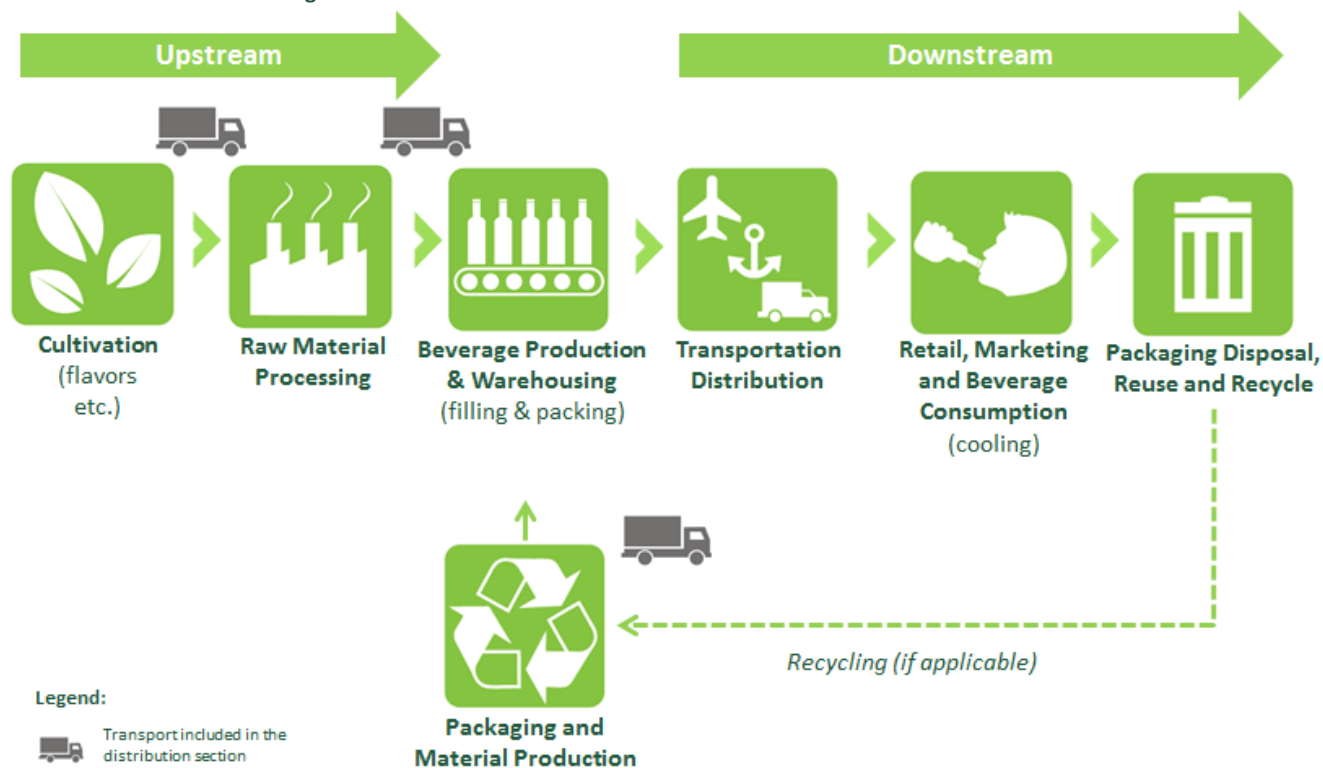 Upstream
Downstream
Cultivation
(flavors
etc.)
Raw Material
Processing
Beverage Production
& Warehousing
(filling & packing)
Transportation
Distribution
Retail, Marketing
and Beverage
Consumption
(cooling)
Packaging Disposal,
Reuse and Recycle
Recycling (if applicable)
Packaging and
Material Production
Legend:
Transport included in the
distribution section